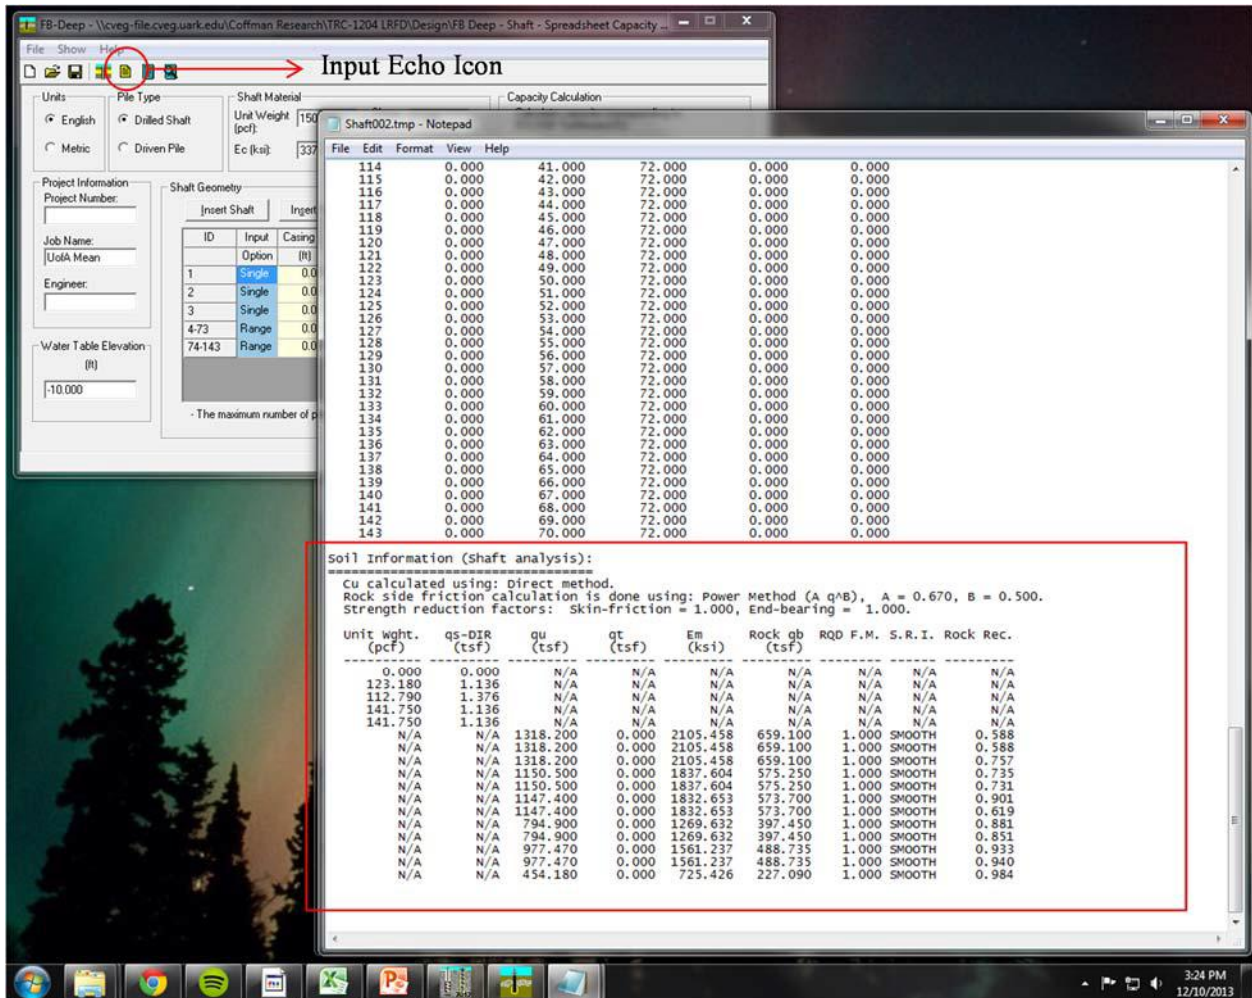 FB-Deep - \\cveg-file.cveg.uark.edu\Coffman Research\TRC-1204 LRFD\Design\FB Deep - Shaft - Spreadsheet Capacity ...
File Show Help
Input Echo Icon
Units
English
Metric
Pile Type
Drilled Shaft
Driven Pile
Shaft Material
Unit Weight (pcf): 150
Ec (ksi): 337
Capacity Calculation
Project Information
Project Number:
Job Name:
UofA Mean
Engineer:
Water Table Elevation
(ft)
-10.000
Shaft Geometry
Insert Shaft
ID Input Casing
Option (ft)
1 Single 0.0
2 Single 0.0
3 Single 0.0
4-73 Range 0.0
74-143 Range 0.0
- The maximum number of
Shaft002.tmp - Notepad
File Edit Format View Help
114 0.000 41.000 72.000 0.000 0.000
115 0.000 42.000 72.000 0.000 0.000
116 0.000 43.000 72.000 0.000 0.000
117 0.000 44.000 72.000 0.000 0.000
118 0.000 45.000 72.000 0.000 0.000
119 0.000 46.000 72.000 0.000 0.000
120 0.000 47.000 72.000 0.000 0.000
121 0.000 48.000 72.000 0.000 0.000
122 0.000 49.000 72.000 0.000 0.000
123 0.000 50.000 72.000 0.000 0.000
124 0.000 51.000 72.000 0.000 0.000
125 0.000 52.000 72.000 0.000 0.000
126 0.000 53.000 72.000 0.000 0.000
127 0.000 54.000 72.000 0.000 0.000
128 0.000 55.000 72.000 0.000 0.000
129 0.000 56.000 72.000 0.000 0.000
130 0.000 57.000 72.000 0.000 0.000
131 0.000 58.000 72.000 0.000 0.000
132 0.000 59.000 72.000 0.000 0.000
133 0.000 60.000 72.000 0.000 0.000
134 0.000 61.000 72.000 0.000 0.000
135 0.000 62.000 72.000 0.000 0.000
136 0.000 63.000 72.000 0.000 0.000
137 0.000 64.000 72.000 0.000 0.000
138 0.000 65.000 72.000 0.000 0.000
139 0.000 66.000 72.000 0.000 0.000
140 0.000 67.000 72.000 0.000 0.000
141 0.000 68.000 72.000 0.000 0.000
142 0.000 69.000 72.000 0.000 0.000
143 0.000 70.000 72.000 0.000 0.000
Soil Information (Shaft analysis):
==================================
Cu calculated using: Direct method.
Rock side friction calculation is done using: Power Method (A q^B), A = 0.670, B = 0.500.
Strength reduction factors: Skin-friction = 1.000, End-bearing = 1.000.
Unit Wght. qs-DIR qu qt Em Rock qb RQD F.M. S.R.I. Rock Rec.
(pcf) (tsf) (tsf) (tsf) (ksi) (tsf)
0.000 0.000 N/A N/A N/A N/A N/A N/A N/A
123.180 1.136 N/A N/A N/A N/A N/A N/A N/A
112.790 1.376 N/A N/A N/A N/A N/A N/A N/A
141.750 1.136 N/A N/A N/A N/A N/A N/A N/A
141.750 1.136 N/A N/A N/A N/A N/A N/A N/A
N/A N/A 1318.200 0.000 2105.458 659.100 1.000 SMOOTH 0.588
N/A N/A 1318.200 0.000 2105.458 659.100 1.000 SMOOTH 0.588
N/A N/A 1318.200 0.000 2105.458 659.100 1.000 SMOOTH 0.757
N/A N/A 1150.500 0.000 1837.604 575.250 1.000 SMOOTH 0.735
N/A N/A 1150.500 0.000 1837.604 575.250 1.000 SMOOTH 0.731
N/A N/A 1147.400 0.000 1832.653 573.700 1.000 SMOOTH 0.901
N/A N/A 1147.400 0.000 1832.653 573.700 1.000 SMOOTH 0.619
N/A N/A 794.900 0.000 1269.632 397.450 1.000 SMOOTH 0.881
N/A N/A 794.900 0.000 1269.632 397.450 1.000 SMOOTH 0.851
N/A N/A 977.470 0.000 1561.237 488.735 1.000 SMOOTH 0.933
N/A N/A 977.470 0.000 1561.237 488.735 1.000 SMOOTH 0.940
N/A N/A 454.180 0.000 725.426 227.090 1.000 SMOOTH 0.984
3:24 PM
12/10/2013